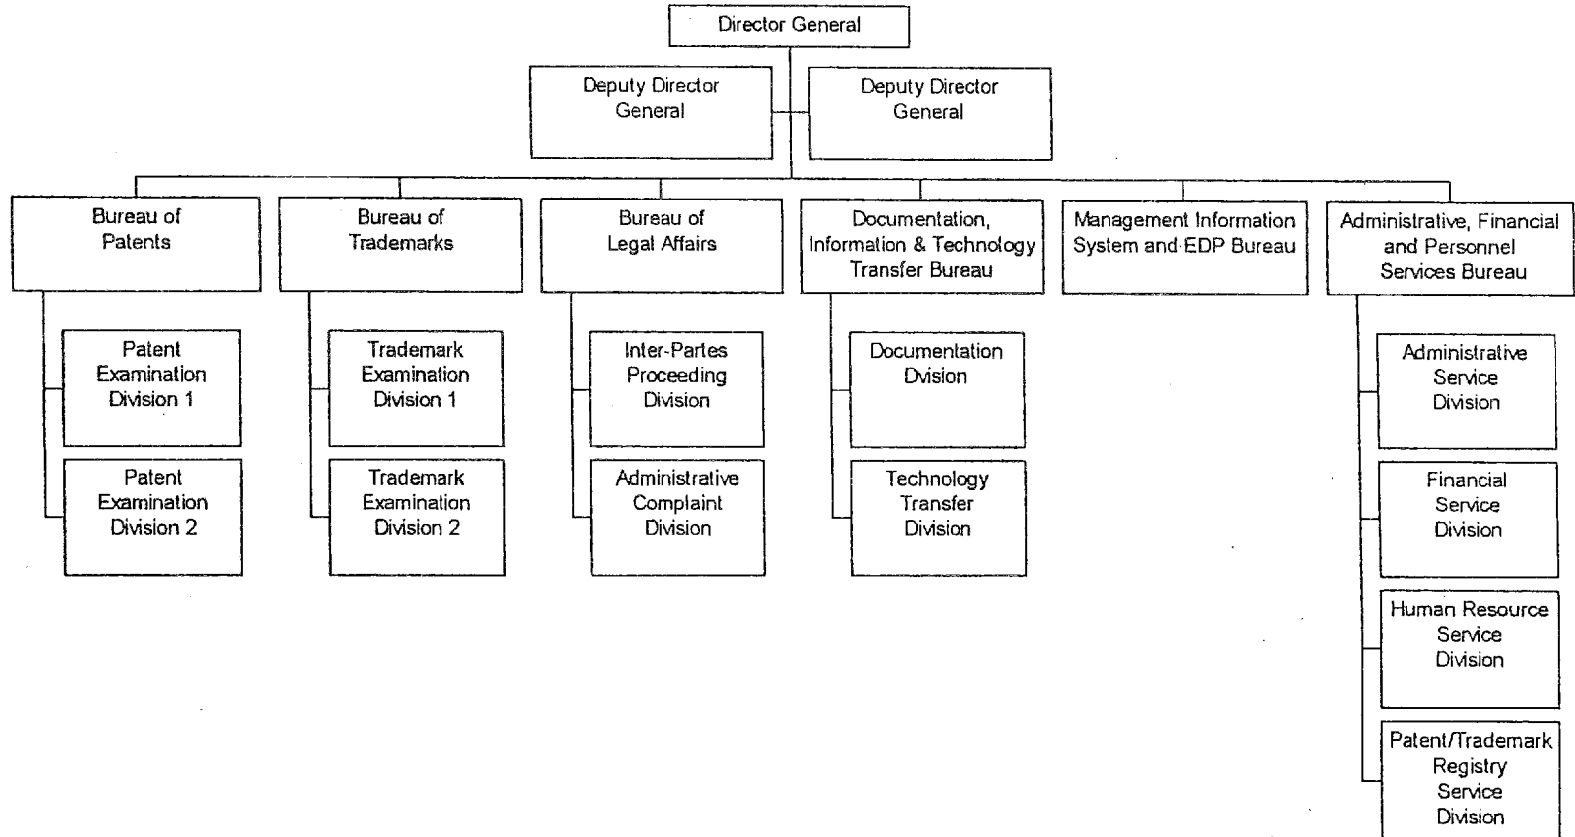 Director General
Deputy Director
General
Deputy Director
General
Bureau of
Patents
Bureau of
Trademarks
Bureau of
Legal Affairs
Documentation,
Information & Technology
Transfer Bureau
Management Information
System and EDP Bureau
Administrative, Financial
and Personnel
Services Bureau
Patent
Examination
Division 1
Patent
Examination
Division 2
Trademark
Examination
Division 1
Trademark
Examination
Division 2
Inter-Partes
Proceeding
Division
Administrative
Complaint
Division
Documentation
Dvision
Technology
Transfer
Division
Administrative
Service
Division
Financial
Service
Division
Human Resource
Service
Division
Patent/Trademark
Registry
Service
Division